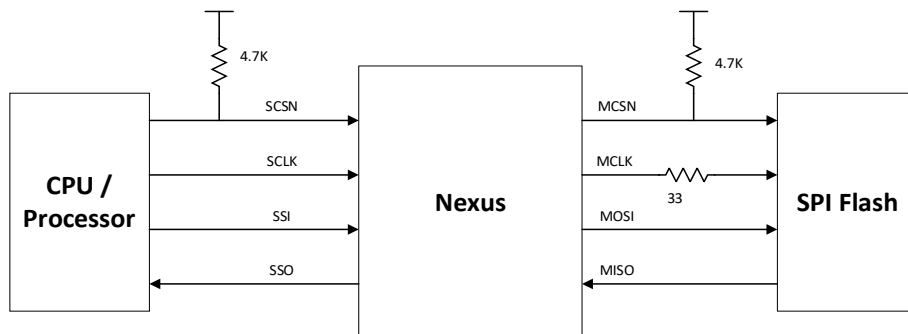 4.7K
4.7K
SCSN
MCSN
SCLK
MCLK
CPU /
Processor
Nexus
33
SPI Flash
SSI
MOSI
SSO
MISO